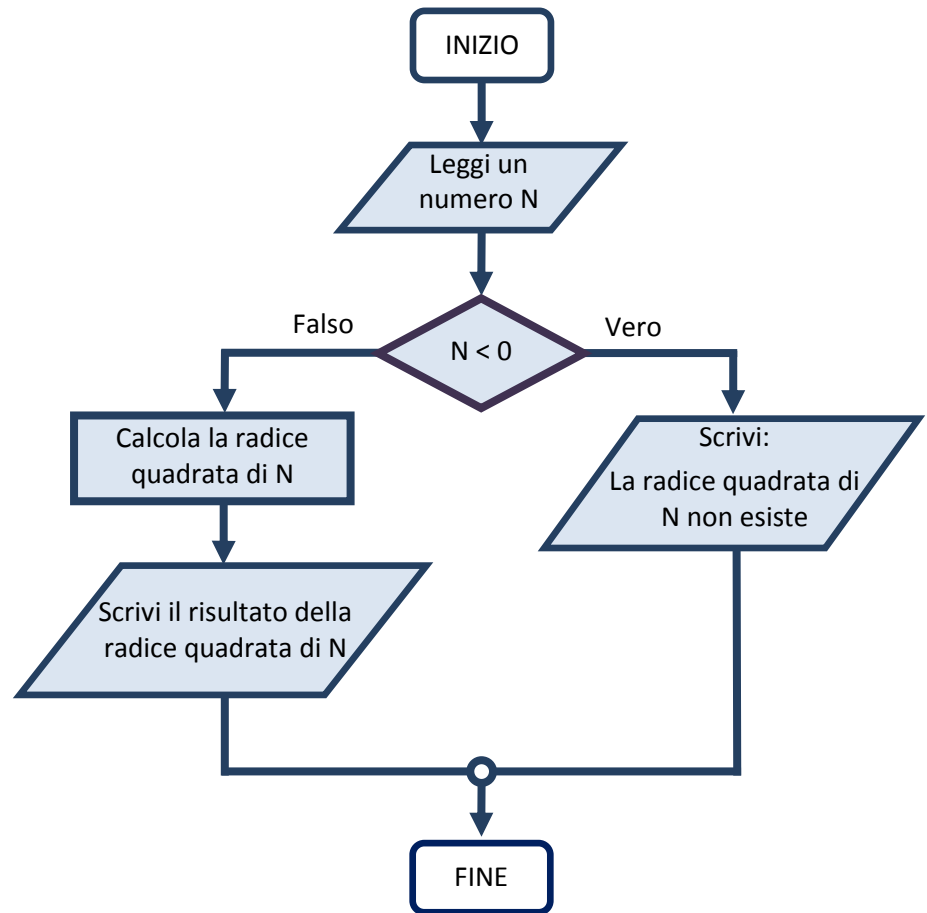 INIZIO
Leggi un
numero N
Falso
Vero
N < 0
Calcola la radice
quadrata di N
Scrivi:
La radice quadrata di
N non esiste
Scrivi il risultato della
radice quadrata di N
FINE